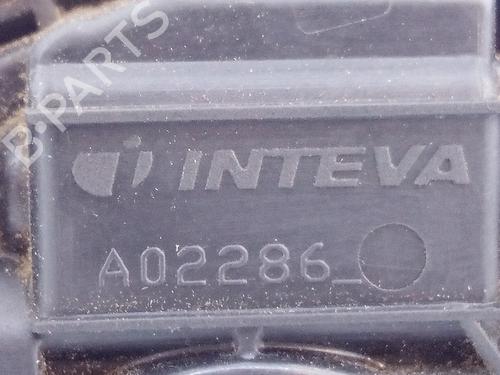 B-PARTS
INTEVA
A02286_